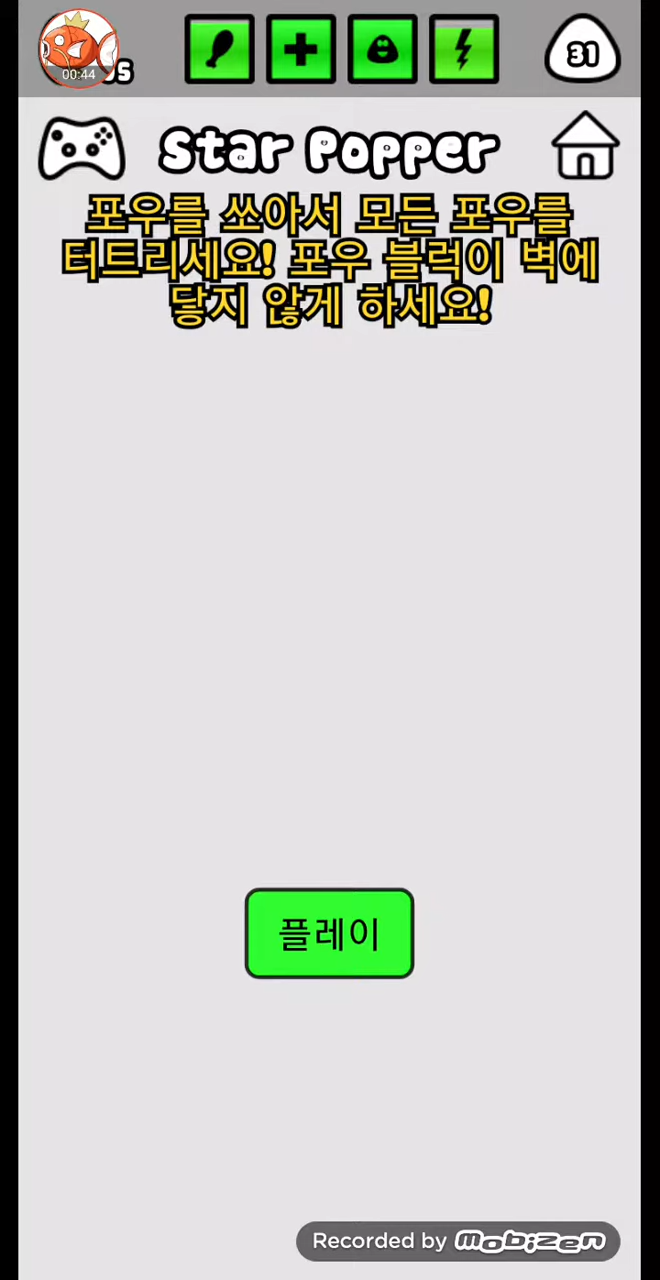 00:44
31
Star Popper
포우를 쏘아서 모든 포우를
터트리세요! 포우 블럭이 벽에
닿지 않게 하세요!
플레이
Recorded by mobizen